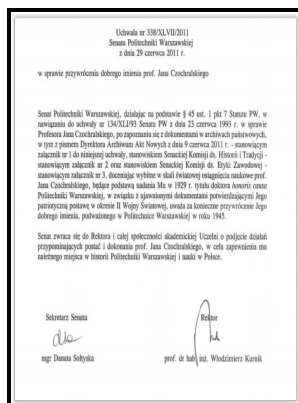 Uchwała nr 338/XLVII/2011
Senatu Politechniki Warszawskiej
z dnia 29 czerwca 2011 r.
w sprawie przywrócenia dobrego imienia prof. Jana Czochralskiego
Senat Politechniki Warszawskiej, działając na podstawie § 45 ust. 1 pkt 7 Statutu PW, w
nawiązaniu do uchwały nr 134/XLI/93 Senatu PW z dnia 23 czerwca 1993 r. w sprawie
Profesora Jana Czochralskiego, po zapoznaniu się z dokumentami w archiwach państwowych,
w tym z pismem Dyrektora Archiwum Akt Nowych z dnia 9 czerwca 2011 r. - stanowiącym
załącznik nr 1 do niniejszej uchwały, stanowiskiem Senackiej Komisji ds. Historii i Tradycji -
stanowiącym załącznik nr 2 oraz stanowiskiem Senackiej Komisji ds. Etyki Zawodowej -
stanowiącym załącznik nr 3, doceniając wybitne w skali światowej osiągnięcia naukowe prof.
Jana Czochralskiego, będące podstawą nadania Mu w 1929 r. tytułu doktora honoris causa
Politechniki Warszawskiej, w związku z ujawnionymi dokumentami potwierdzającymi Jego
patriotyczną postawę w okresie II Wojny Światowej, uważa za konieczne przywrócenie Jego
dobrego imienia, podważonego w Politechnice Warszawskiej w roku 1945.
Senat zwraca się do Rektora i całej społeczności akademickiej Uczelni o podjęcie działań
przypominających postać i dokonania prof. Jana Czochralskiego, w celu zapewnienia mu
należnego miejsca w historii Politechniki Warszawskiej i nauki w Polsce.
Sekretarz Senatu
Rektor
mgr Danuta Sołtyska
prof. dr hab. inż. Włodzimierz Kurnik